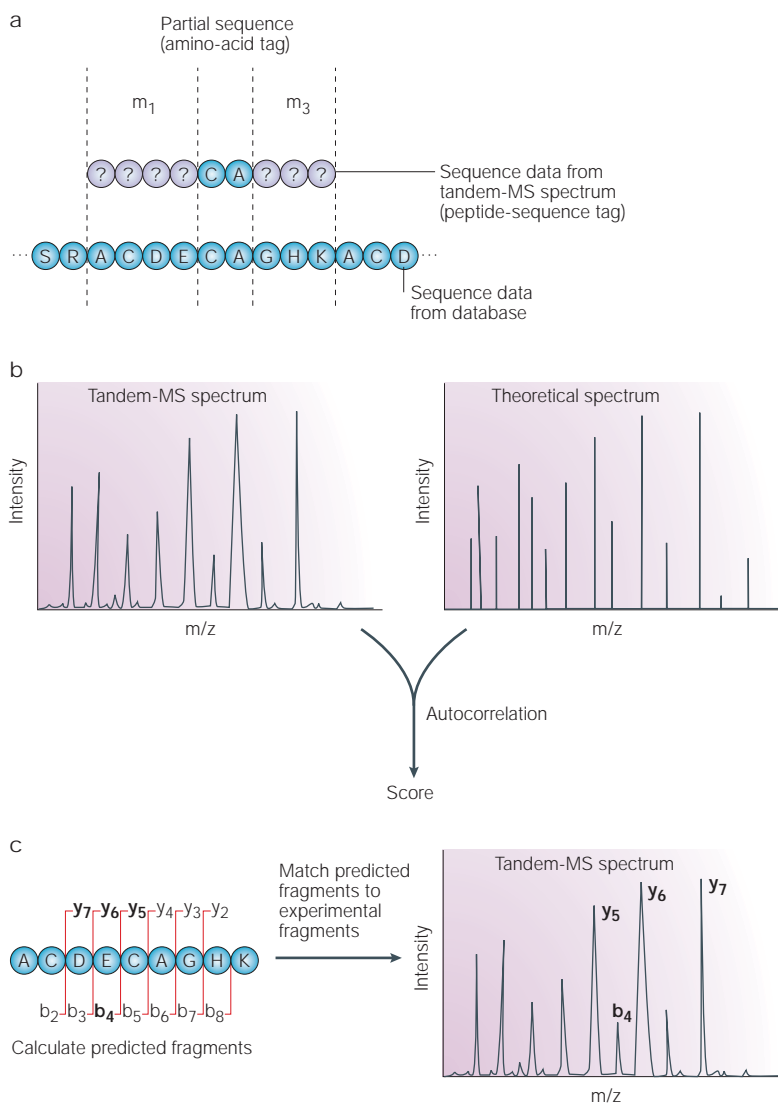 a
Partial sequence
(amino-acid tag)
m1 m3
? ? ? ? C A ? ? ?
Sequence data from
tandem-MS spectrum
(peptide-sequence tag)
··· S R A C D E C A G H K A C D ···
Sequence data
from database
b
Tandem-MS spectrum
Intensity
m/z
Theoretical spectrum
Intensity
m/z
Autocorrelation
Score
c
y7 y6 y5 y4 y3 y2
A C D E C A G H K
b2 b3 b4 b5 b6 b7 b8
Calculate predicted fragments
Match predicted
fragments to
experimental
fragments
Tandem-MS spectrum
Intensity
y5 y6 y7
b4
m/z